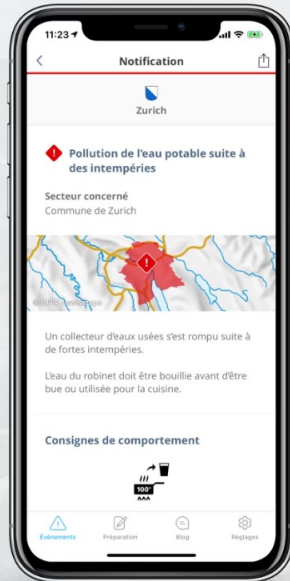 11:23
Notification
Zurich
Pollution de l'eau potable suite à
des intempéries
Secteur concerné
Commune de Zurich
Un collecteur d'eaux usées s'est rompu suite à
de fortes intempéries.
L'eau du robinet doit être bouillie avant d'être
bue ou utilisée pour la cuisine.
Consignes de comportement
100°
Événements
Préparation
Blog
Réglages